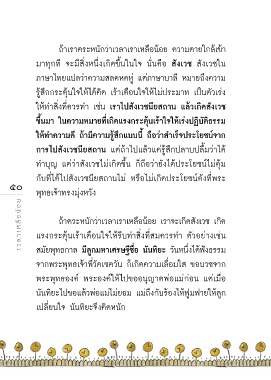 ถ้าเราตระหนักว่าเวลาเราเหลือน้อย ความตายใกล้เข้า
มาทุกที จะมีสิ่งหนึ่งเกิดขึ้นในใจ นั่นคือ สังเวช สังเวชใน
ภาษาไทยแปลว่าความสลดหดหู่ แต่ภาษาบาลี หมายถึงความ
รู้สึกกระตุ้นใจให้ได้คิด เร้าเตือนใจให้ไม่ประมาท เป็นตัวเร่ง
ให้ทำสิ่งที่ควรทำ เช่น เราไปสังเวชนียสถาน แล้วเกิดสังเวช
ขึ้นมา ในความหมายที่เกิดแรงกระตุ้นเร้าใจให้เร่งปฏิบัติธรรม
ให้ทำความดี ถ้ามีความรู้สึกแบบนี้ ถือว่าสำเร็จประโยชน์จาก
การไปสังเวชนียสถาน แต่ถ้าไปแล้วแค่รู้สึกปลาบปลื้มว่าได้
ทำบุญ แต่ว่าสังเวชไม่เกิดขึ้น ก็ถือว่ายังได้ประโยชน์ไม่คุ้ม
กับที่ได้ไปสังเวชนียสถานไม่ หรือไม่เกิดประโยชน์ดังที่พระ
พุทธเจ้าทรงมุ่งหวัง
ถ้าตระหนักว่าเวลาเราเหลือน้อย เราจะเกิดสังเวช เกิด
แรงกระตุ้นเร้าเตือนใจให้รีบทำสิ่งที่สมควรทำ ตัวอย่างเช่น
สมัยพุทธกาล มีลูกมหาเศรษฐีชื่อ นันทิยะ วันหนึ่งได้ฟังธรรม
จากพระพุทธเจ้าที่วัดเชตวัน ก็เกิดความเลื่อมใส ขอบวชจาก
พระพุทธองค์ พระองค์ให้ไปขออนุญาตพ่อแม่ก่อน แต่เมื่อ
นันทิยะไปขอแล้วพ่อแม่ไม่ยอม แม่ถึงกับร้องไห้ฟูมฟายให้ลูก
เปลี่ยนใจ นันทิยะจึงคิดหนัก
๕๐
เวลาเหลือน้อย